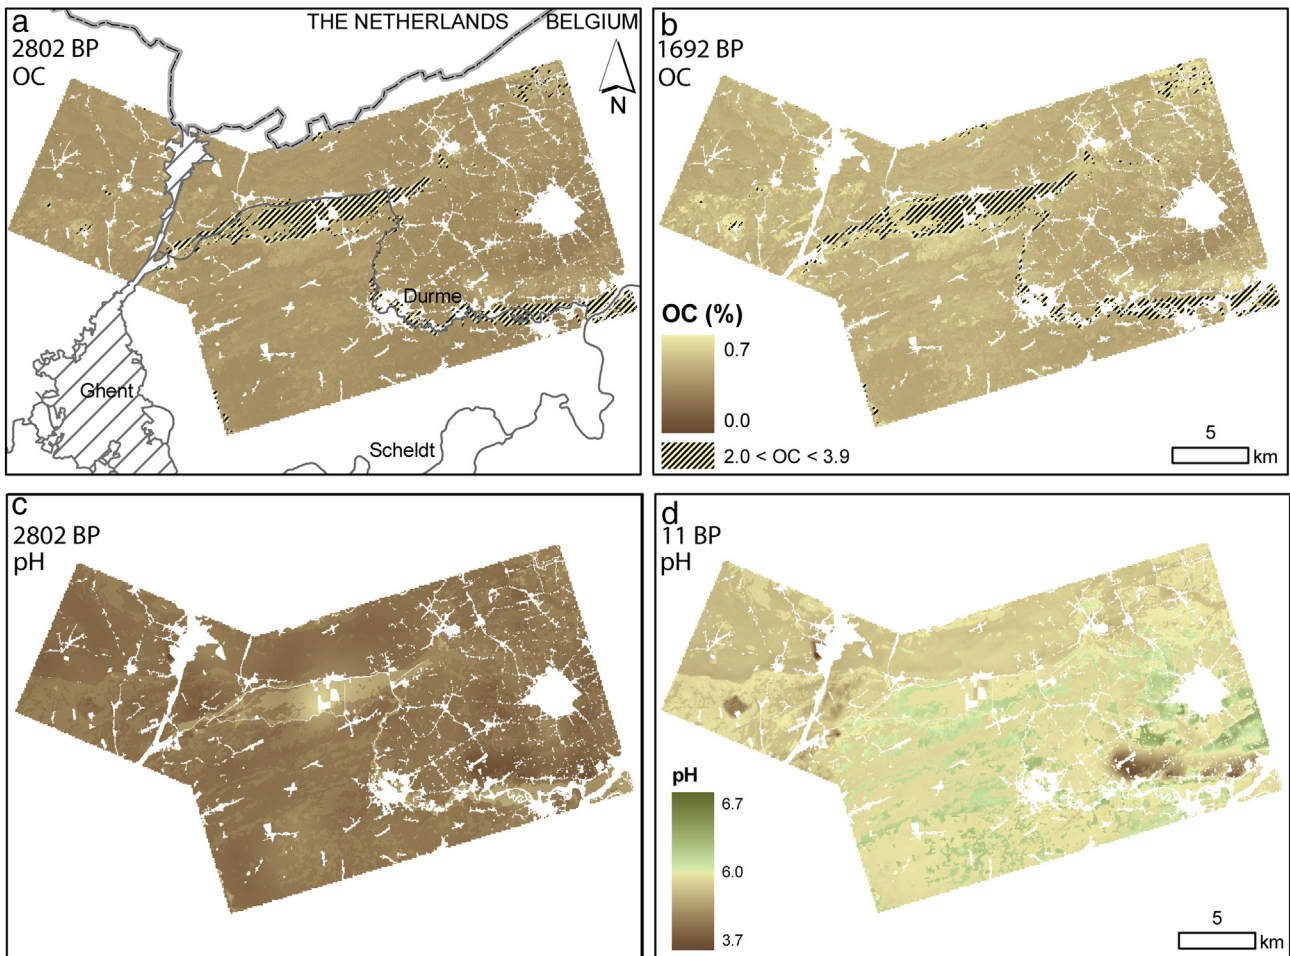 a
2802 BP
OC
THE NETHERLANDS
BELGIUM
N
Durme
Ghent
Scheldt
b
1692 BP
OC
OC (%)
0.7
0.0
2.0 < OC < 3.9
5
km
c
2802 BP
pH
d
11 BP
pH
pH
6.7
6.0
3.7
5
km